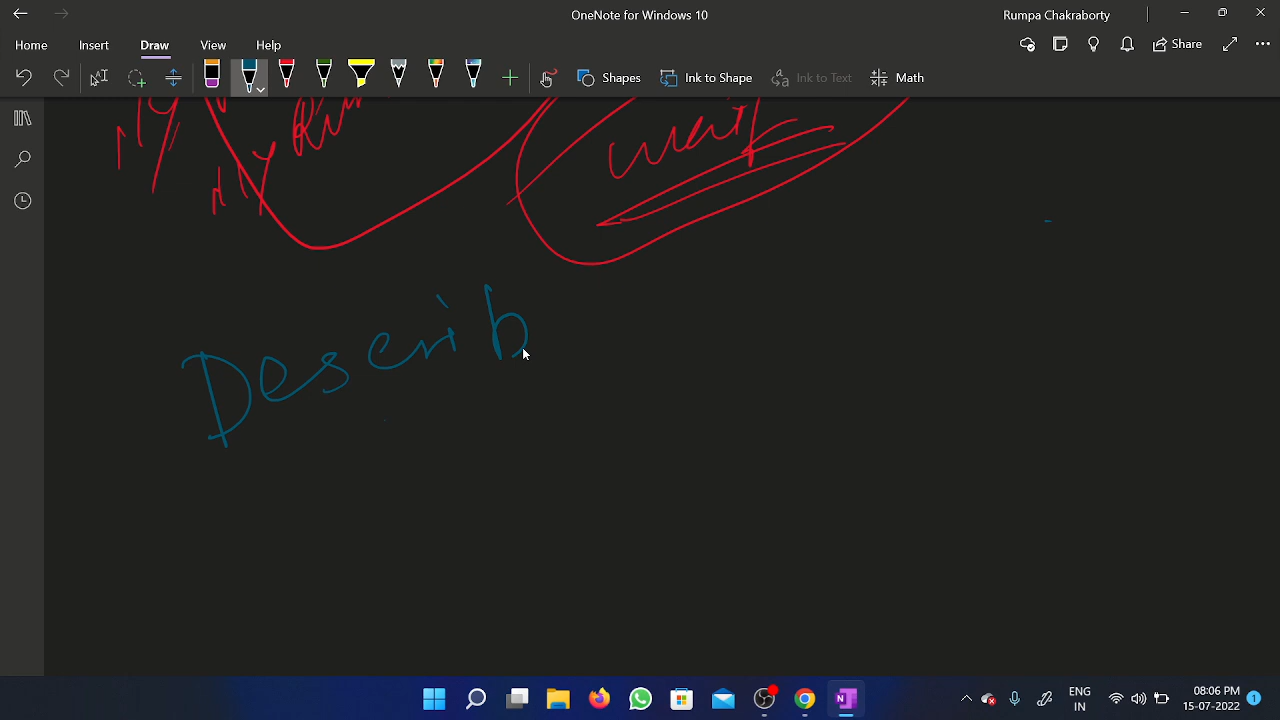 OneNote for Windows 10
Rumpa Chakraborty
Home Insert Draw View Help
Share
Shapes Ink to Shape Ink to Text Math
Describ
ENG
IN
08:06 PM
15-07-2022
1